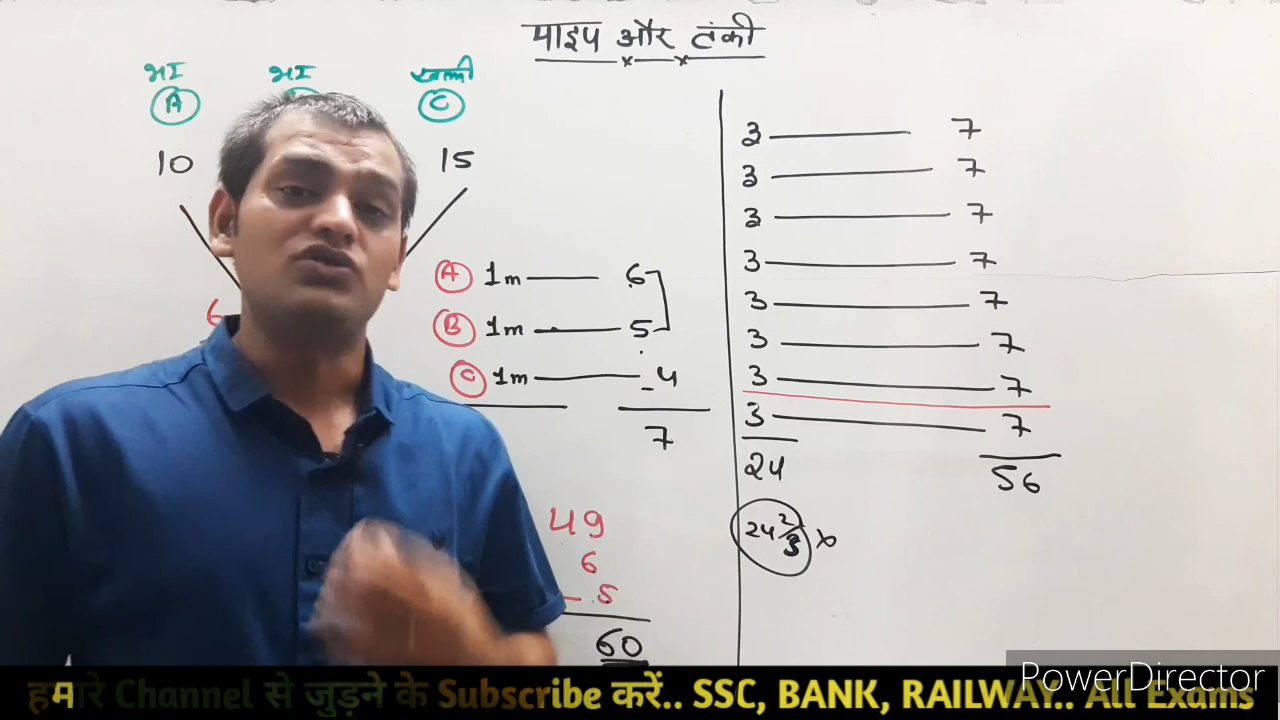 पाइप और टंकी
भरा भरा खाली
A C
10 15
6
A 1m 6
B 1m 5
C 1m -4
7
49
6
5
60
3 7
3 7
3 7
3 7
3 7
3 7
3 7
3 7
24 56
24 2/3 x
हमारे Channel से जुड़ने के Subscribe करें.. SSC, BANK, RAILWAY.. All Exams
PowerDirector